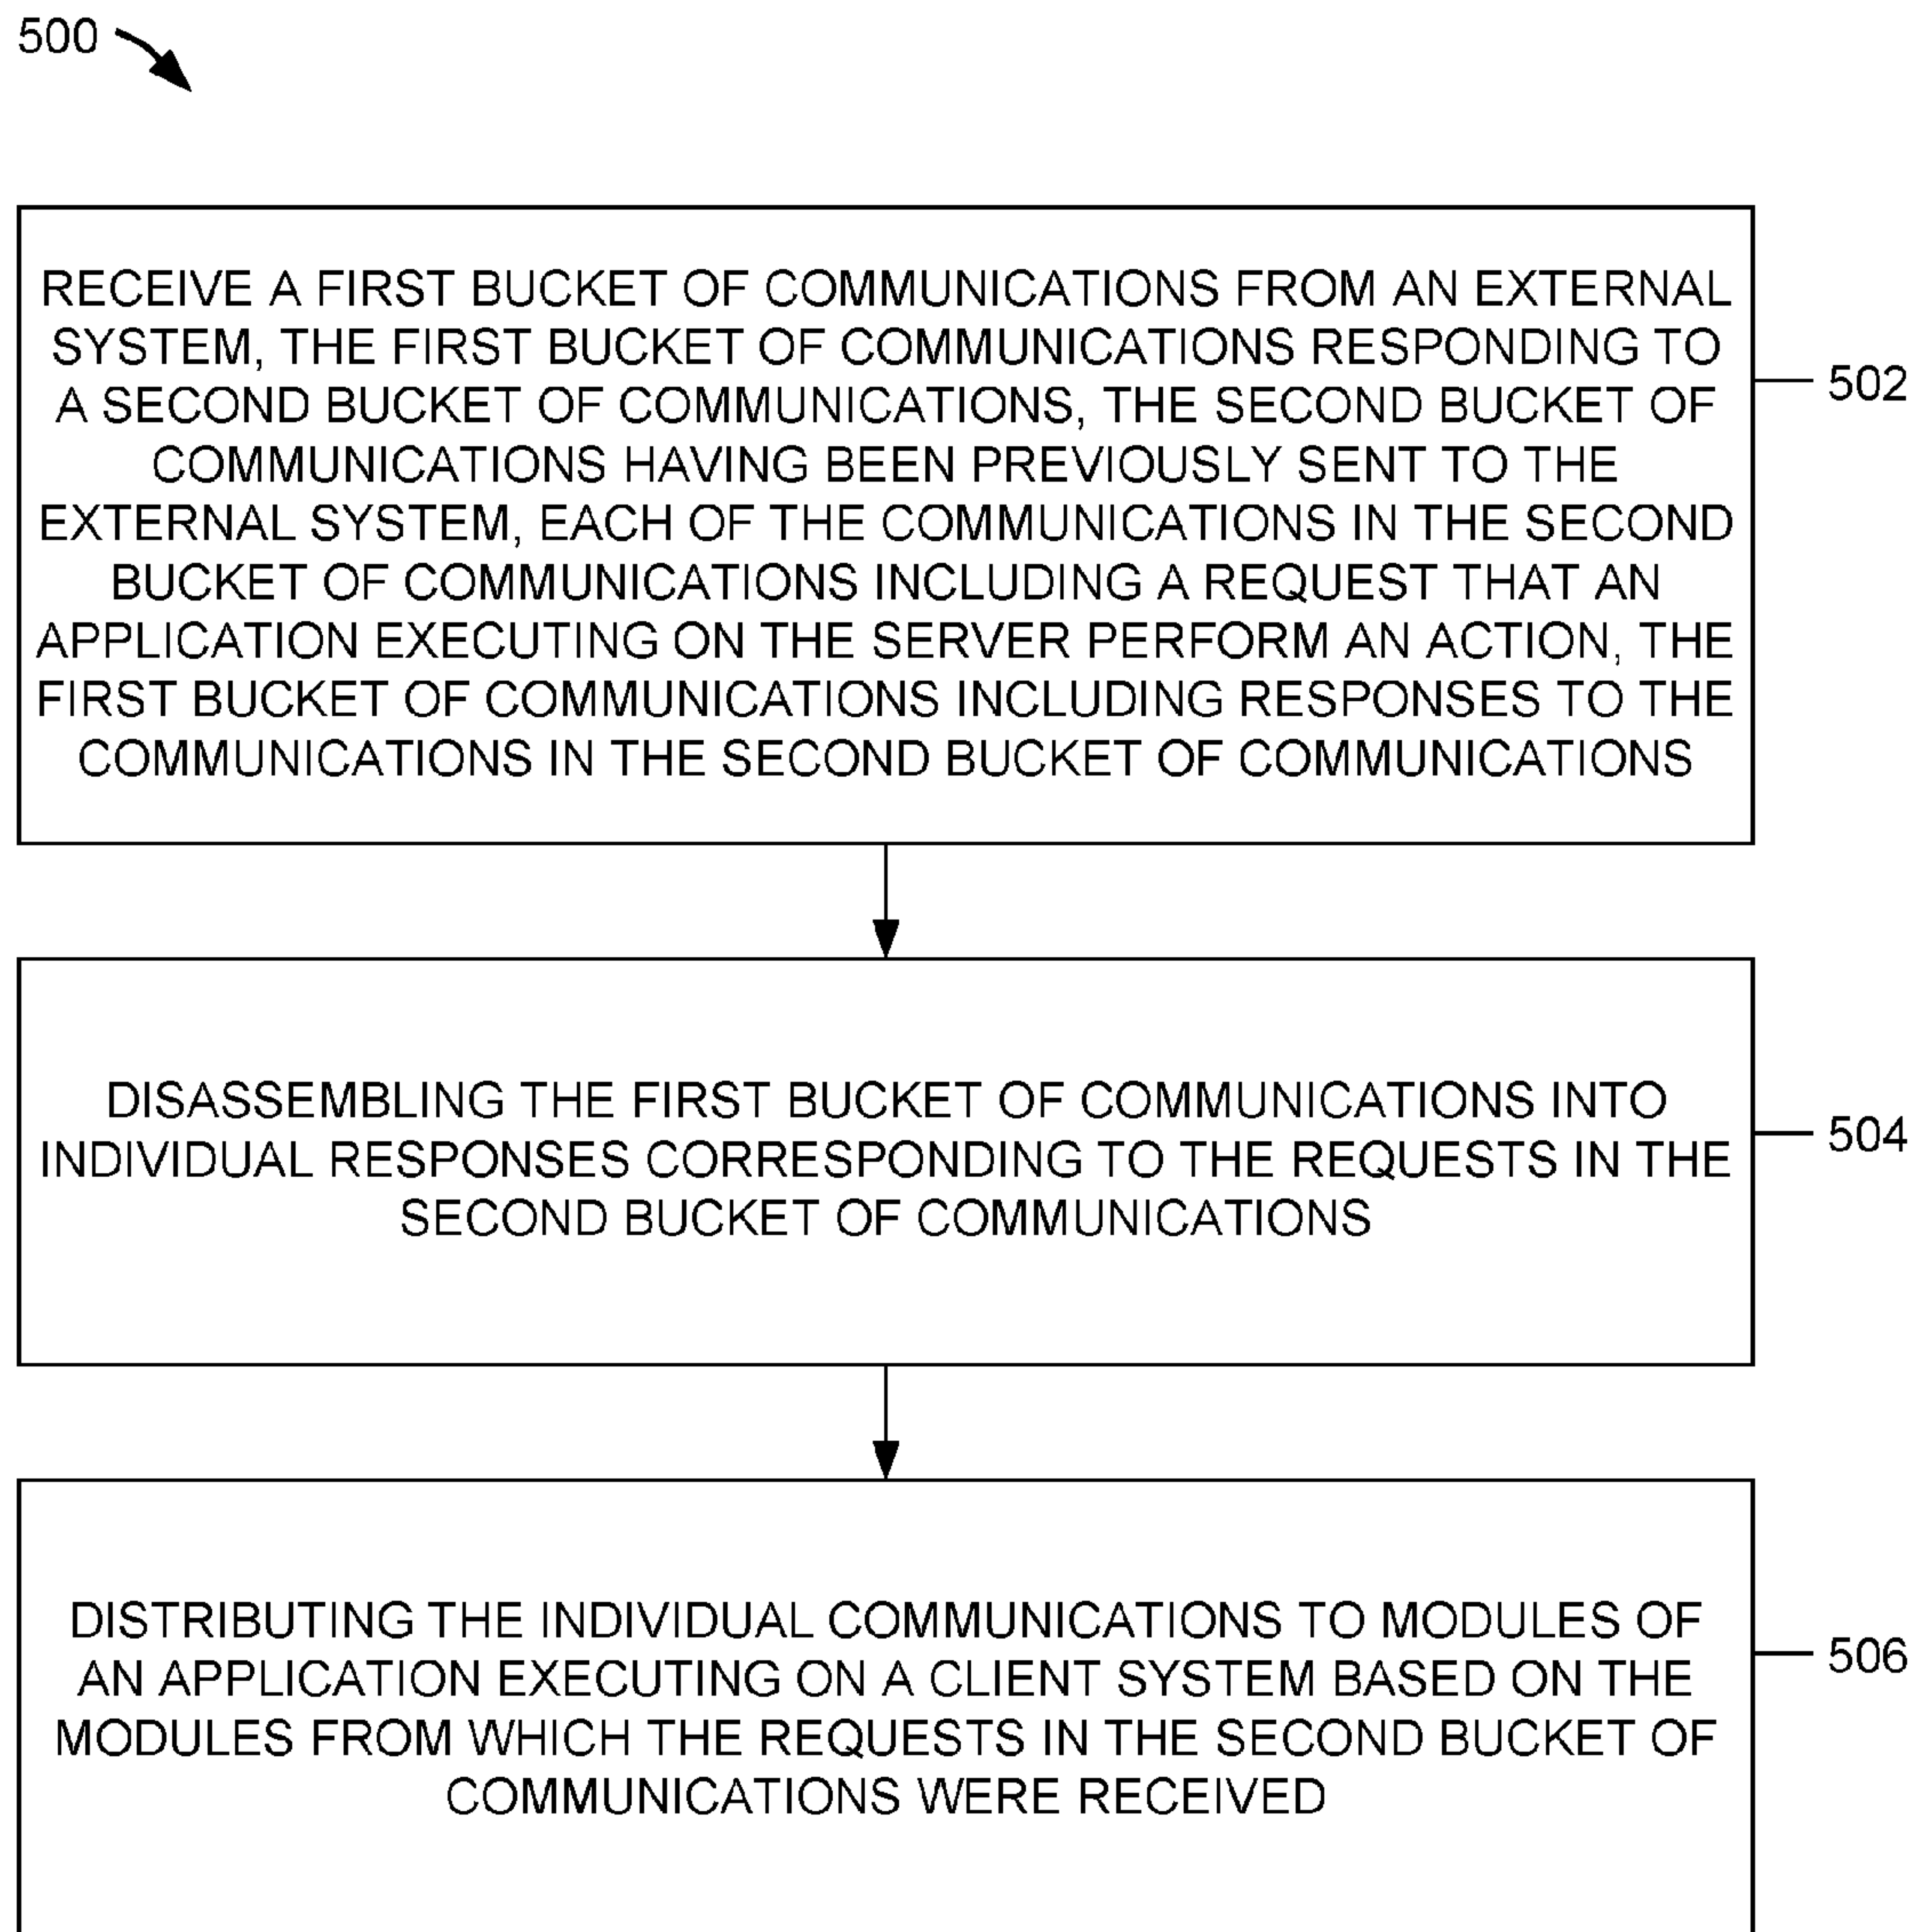 500
RECEIVE A FIRST BUCKET OF COMMUNICATIONS FROM AN EXTERNAL
SYSTEM, THE FIRST BUCKET OF COMMUNICATIONS RESPONDING TO
A SECOND BUCKET OF COMMUNICATIONS, THE SECOND BUCKET OF
COMMUNICATIONS HAVING BEEN PREVIOUSLY SENT TO THE
EXTERNAL SYSTEM, EACH OF THE COMMUNICATIONS IN THE SECOND
BUCKET OF COMMUNICATIONS INCLUDING A REQUEST THAT AN
APPLICATION EXECUTING ON THE SERVER PERFORM AN ACTION, THE
FIRST BUCKET OF COMMUNICATIONS INCLUDING RESPONSES TO THE
COMMUNICATIONS IN THE SECOND BUCKET OF COMMUNICATIONS
502
DISASSEMBLING THE FIRST BUCKET OF COMMUNICATIONS INTO
INDIVIDUAL RESPONSES CORRESPONDING TO THE REQUESTS IN THE
SECOND BUCKET OF COMMUNICATIONS
504
DISTRIBUTING THE INDIVIDUAL COMMUNICATIONS TO MODULES OF
AN APPLICATION EXECUTING ON A CLIENT SYSTEM BASED ON THE
MODULES FROM WHICH THE REQUESTS IN THE SECOND BUCKET OF
COMMUNICATIONS WERE RECEIVED
506